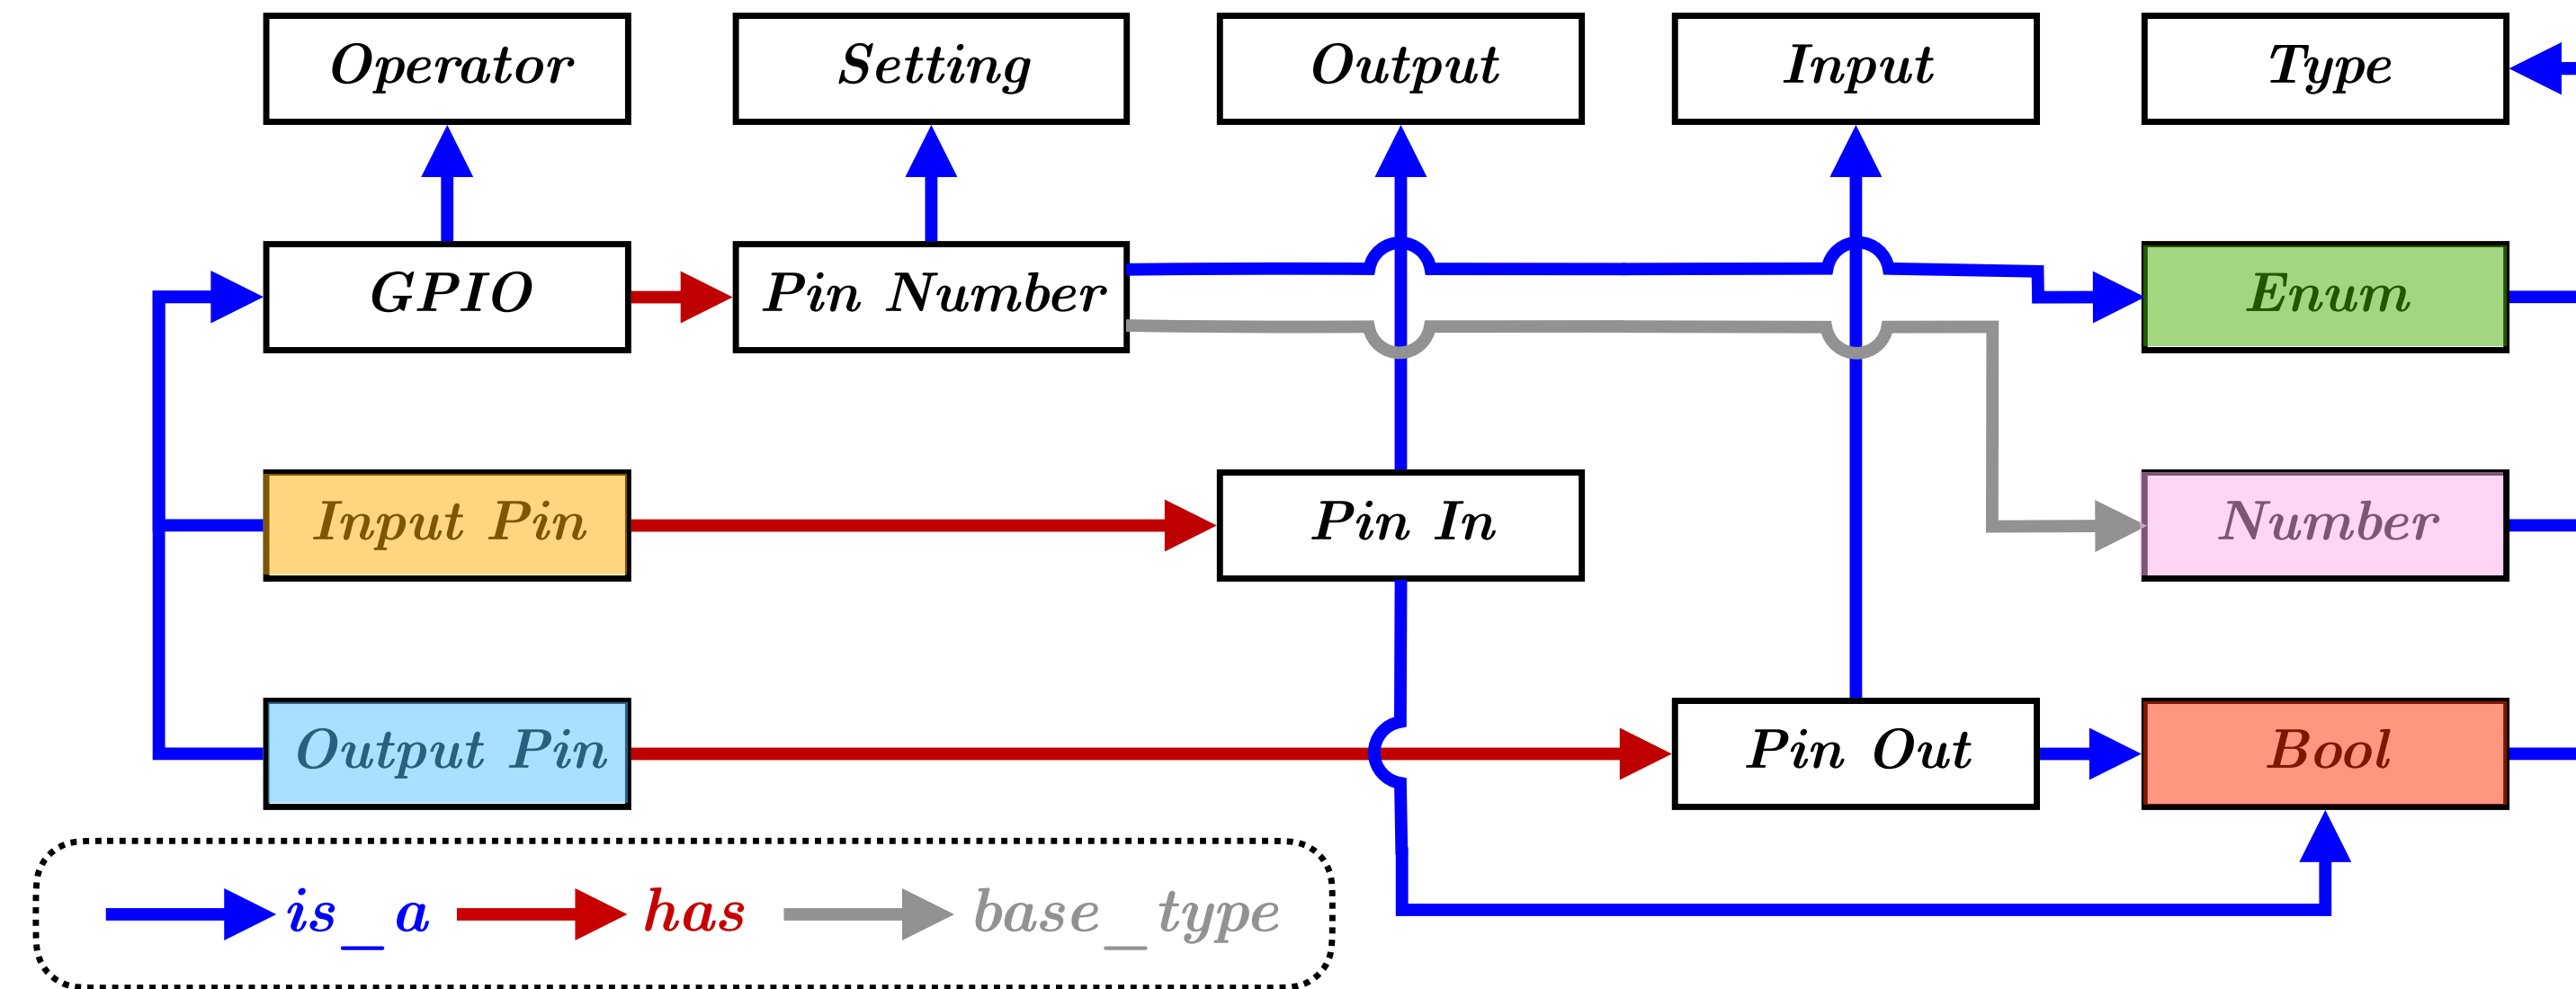 Operator
Setting
Output
Input
Type
GPIO
Pin Number
Enum
Input Pin
Pin In
Number
Output Pin
Pin Out
Bool
is_a
has
base_type